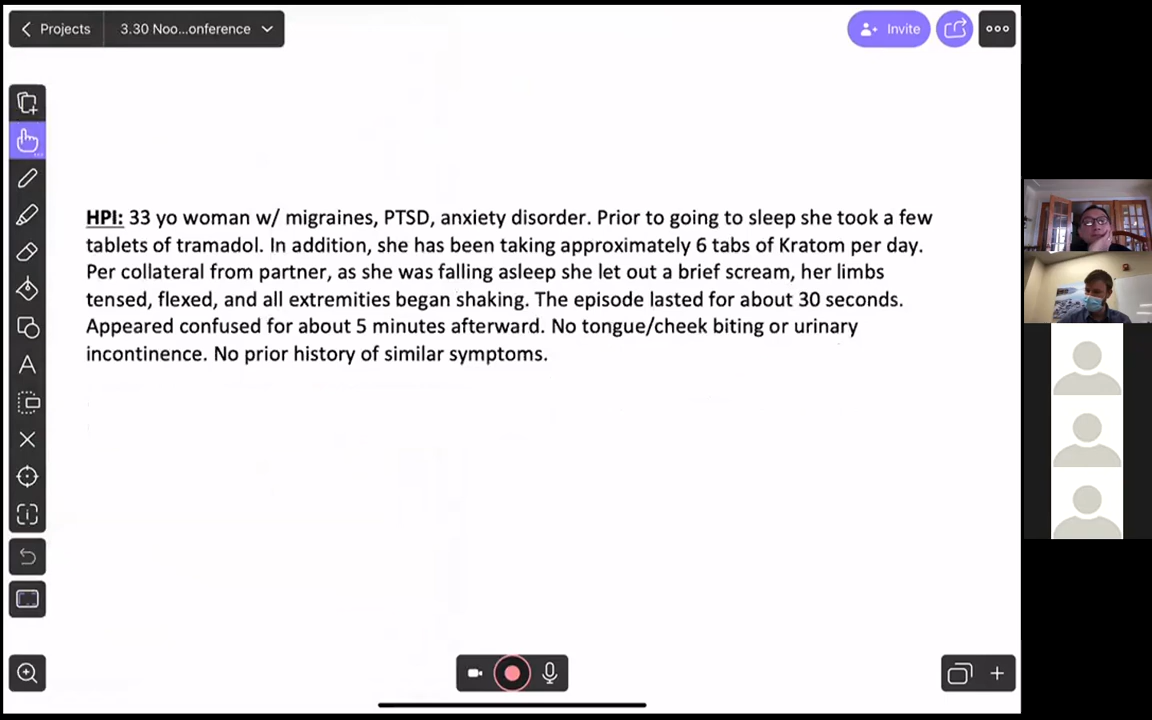 Projects
3.30 Noo...onference
Invite
HPI: 33 yo woman w/ migraines, PTSD, anxiety disorder. Prior to going to sleep she took a few
tablets of tramadol. In addition, she has been taking approximately 6 tabs of Kratom per day.
Per collateral from partner, as she was falling asleep she let out a brief scream, her limbs
tensed, flexed, and all extremities began shaking. The episode lasted for about 30 seconds.
Appeared confused for about 5 minutes afterward. No tongue/cheek biting or urinary
incontinence. No prior history of similar symptoms.